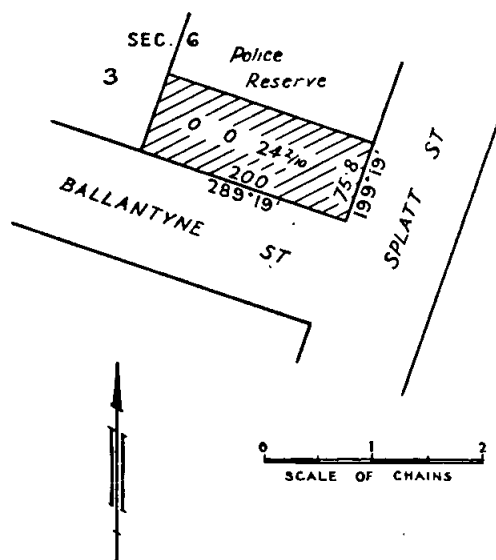 SEC. 6
3
Police
Reserve
0 0 24 2/10
200
289°19'
75·8
199°19'
BALLANTYNE ST
SPLATT ST
0 1 2
SCALE OF CHAINS